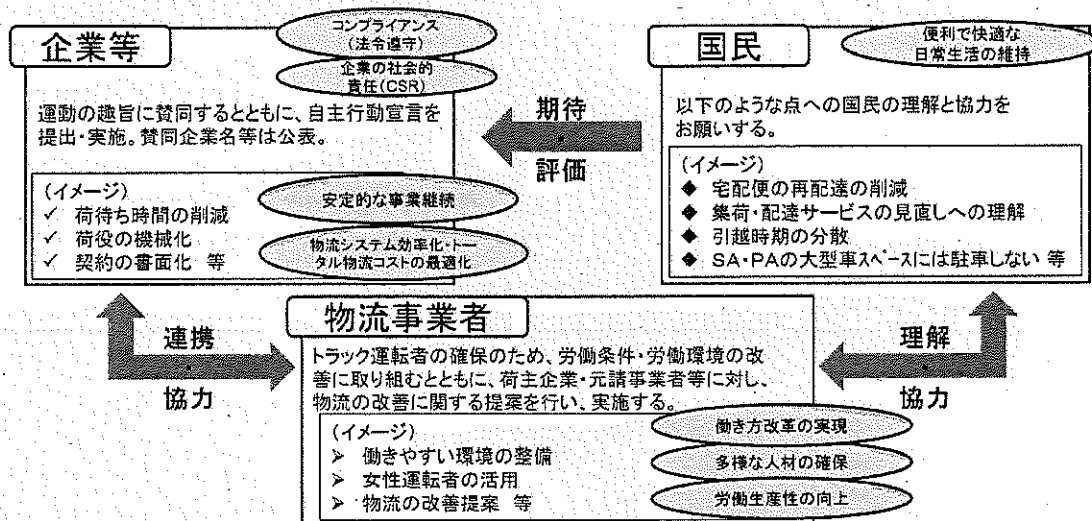 企業等
コンプライアンス
(法令遵守)
企業の社会的
責任(CSR)
運動の趣旨に賛同するとともに、自主行動宣言を
提出・実施。賛同企業名等は公表。
(イメージ)
✓ 荷待ち時間の削減
✓ 荷役の機械化
✓ 契約の書面化 等
安定的な事業継続
物流システム効率化・トー
タル物流コストの最適化
期待
評価
国民
便利で快適な
日常生活の維持
以下のような点への国民の理解と協力を
お願いする。
(イメージ)
◆ 宅配便の再配達の削減
◆ 集荷・配達サービスの見直しへの理解
◆ 引越時期の分散
◆ SA・PAの大型車スペースには駐車しない 等
連携
協力
物流事業者
トラック運転者の確保のため、労働条件・労働環境の改
善に取り組むとともに、荷主企業・元請事業者等に対し、
物流の改善に関する提案を行い、実施する。
(イメージ)
➢ 働きやすい環境の整備
➢ 女性運転者の活用
➢ 物流の改善提案 等
働き方改革の実現
多様な人材の確保
労働生産性の向上
理解
協力